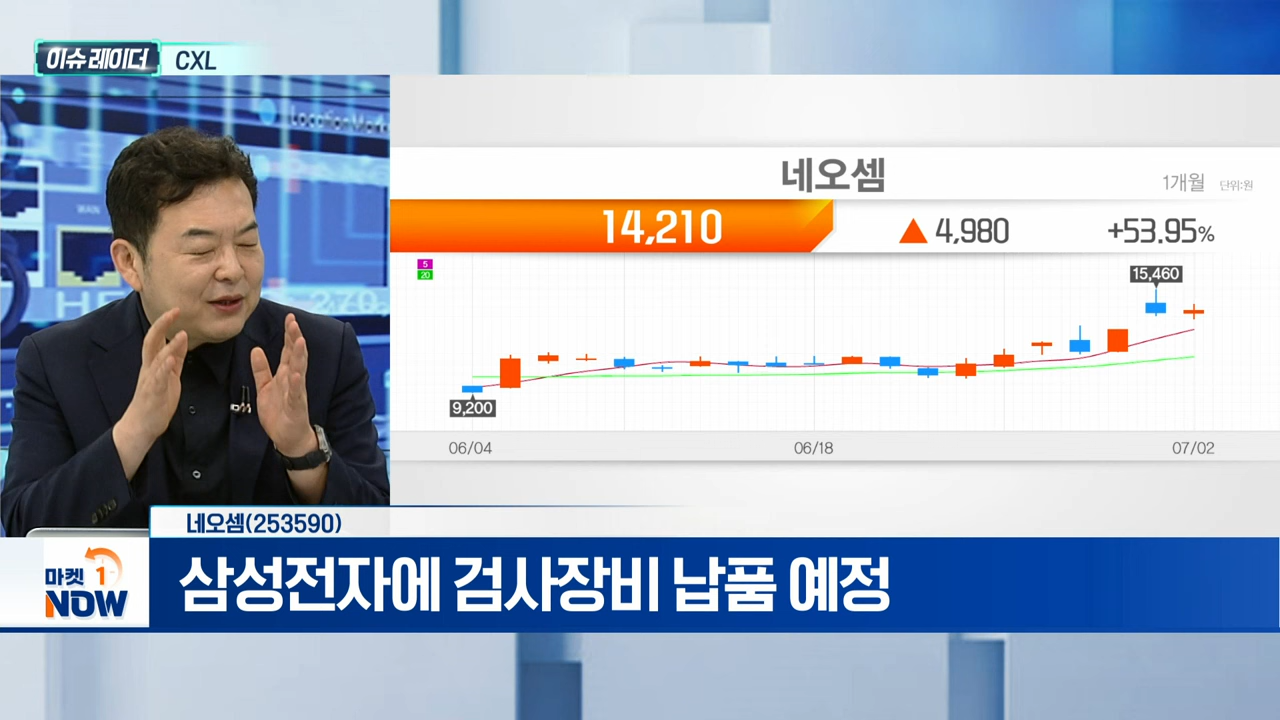 이슈 레이더
CXL
Location Mark
네오셈
1개월 단위:원
14,210
▲ 4,980
+53.95%
5
20
15,460
9,200
06/04
06/18
07/02
네오셈(253590)
마켓 1
NOW
삼성전자에 검사장비 납품 예정